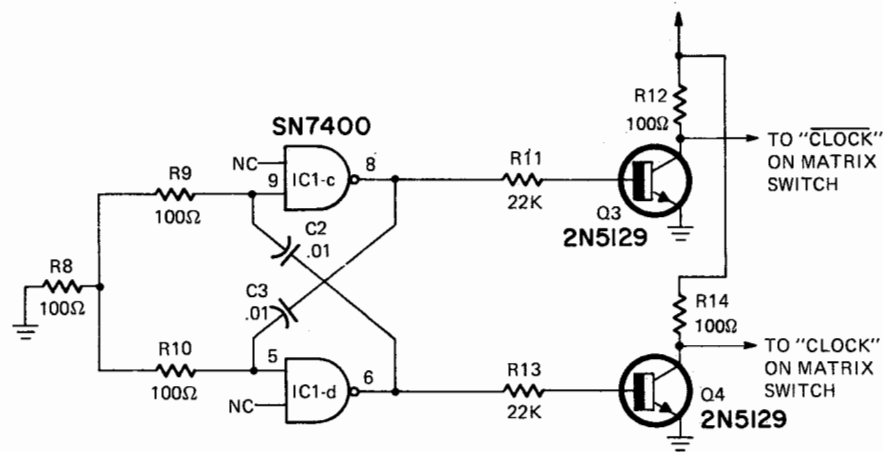 SN7400
NC
8
9
IC1-c
R9
100Ω
R8
100Ω
R10
100Ω
C2
.01
C3
.01
5
6
IC1-d
NC
R11
22K
R13
22K
R12
100Ω
Q3
2N5129
TO "CLOCK"
ON MATRIX
SWITCH
R14
100Ω
Q4
2N5129
TO "CLOCK"
ON MATRIX
SWITCH